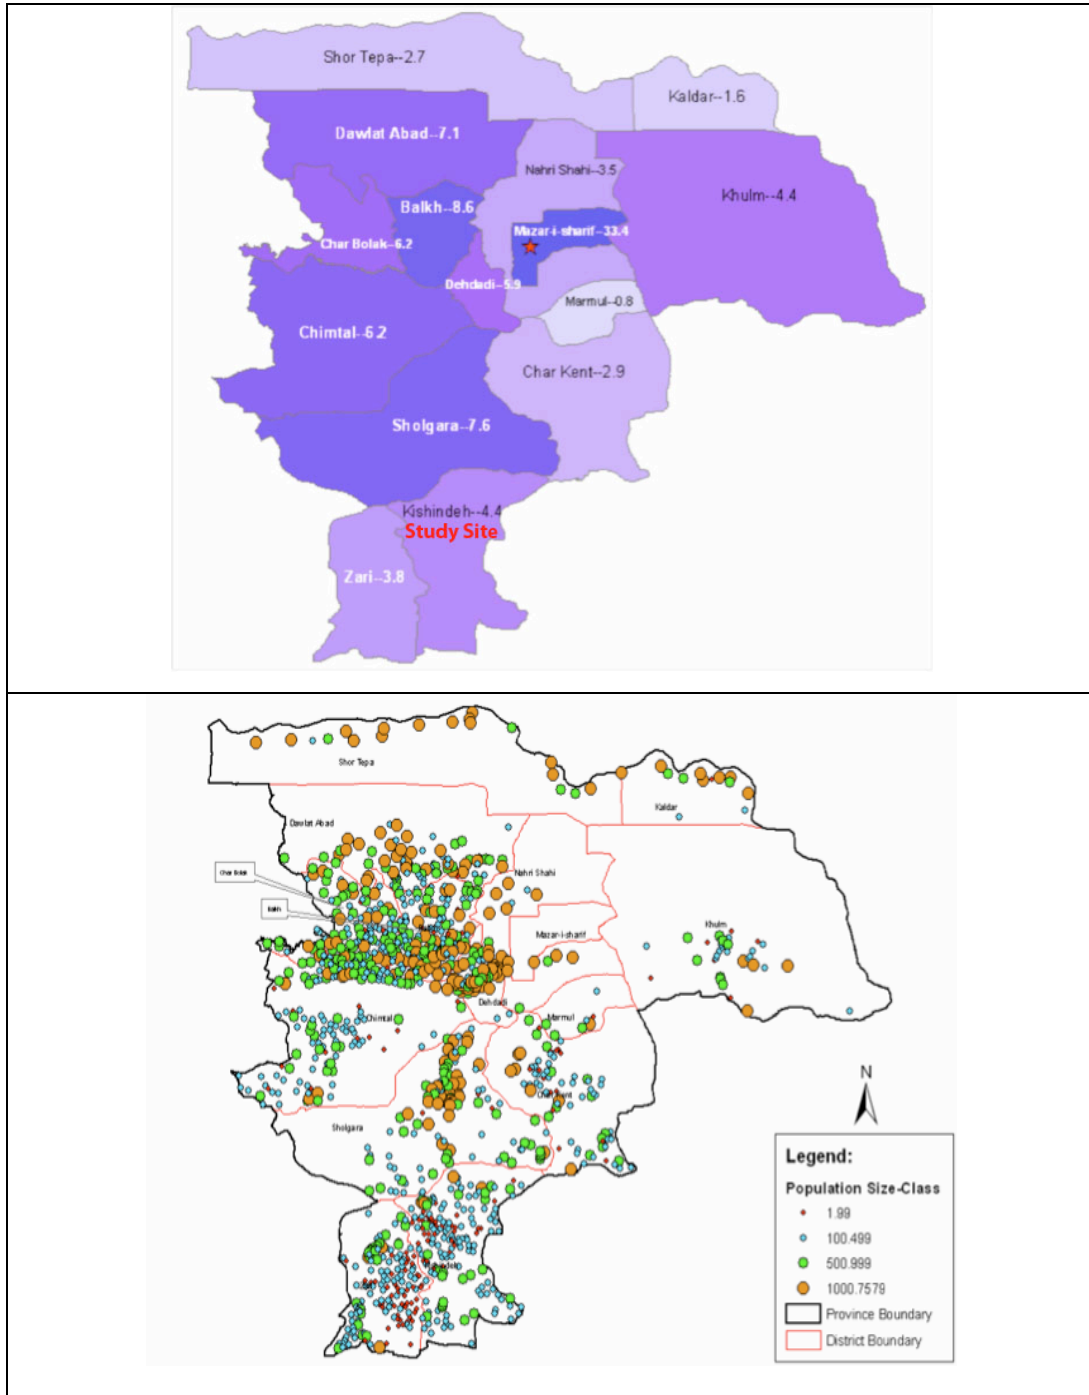 Shor Tepa--2.7
Kaldar--1.6
Dawlat Abad--7.1
Nahri Shahi--3.5
Khulm--4.4
Balkh--8.6
Mazar-i-sharif--33.4
Char Bolak--6.2
Dehdadi--5.9
Marmul--0.8
Chimtal--6.2
Char Kent--2.9
Sholgara--7.6
Kishindeh--4.4
Study Site
Zari--3.8
Shor Tepa
Kaldar
Dawlat Abad
Char Bolak
Nahri Shahi
Balkh
Khulm
Mazar-i-sharif
Dehdadi
Chimtal
Marmul
Sholgara
N
Legend:
Population Size-Class
1.99
100.499
500.999
1000.7579
Province Boundary
District Boundary